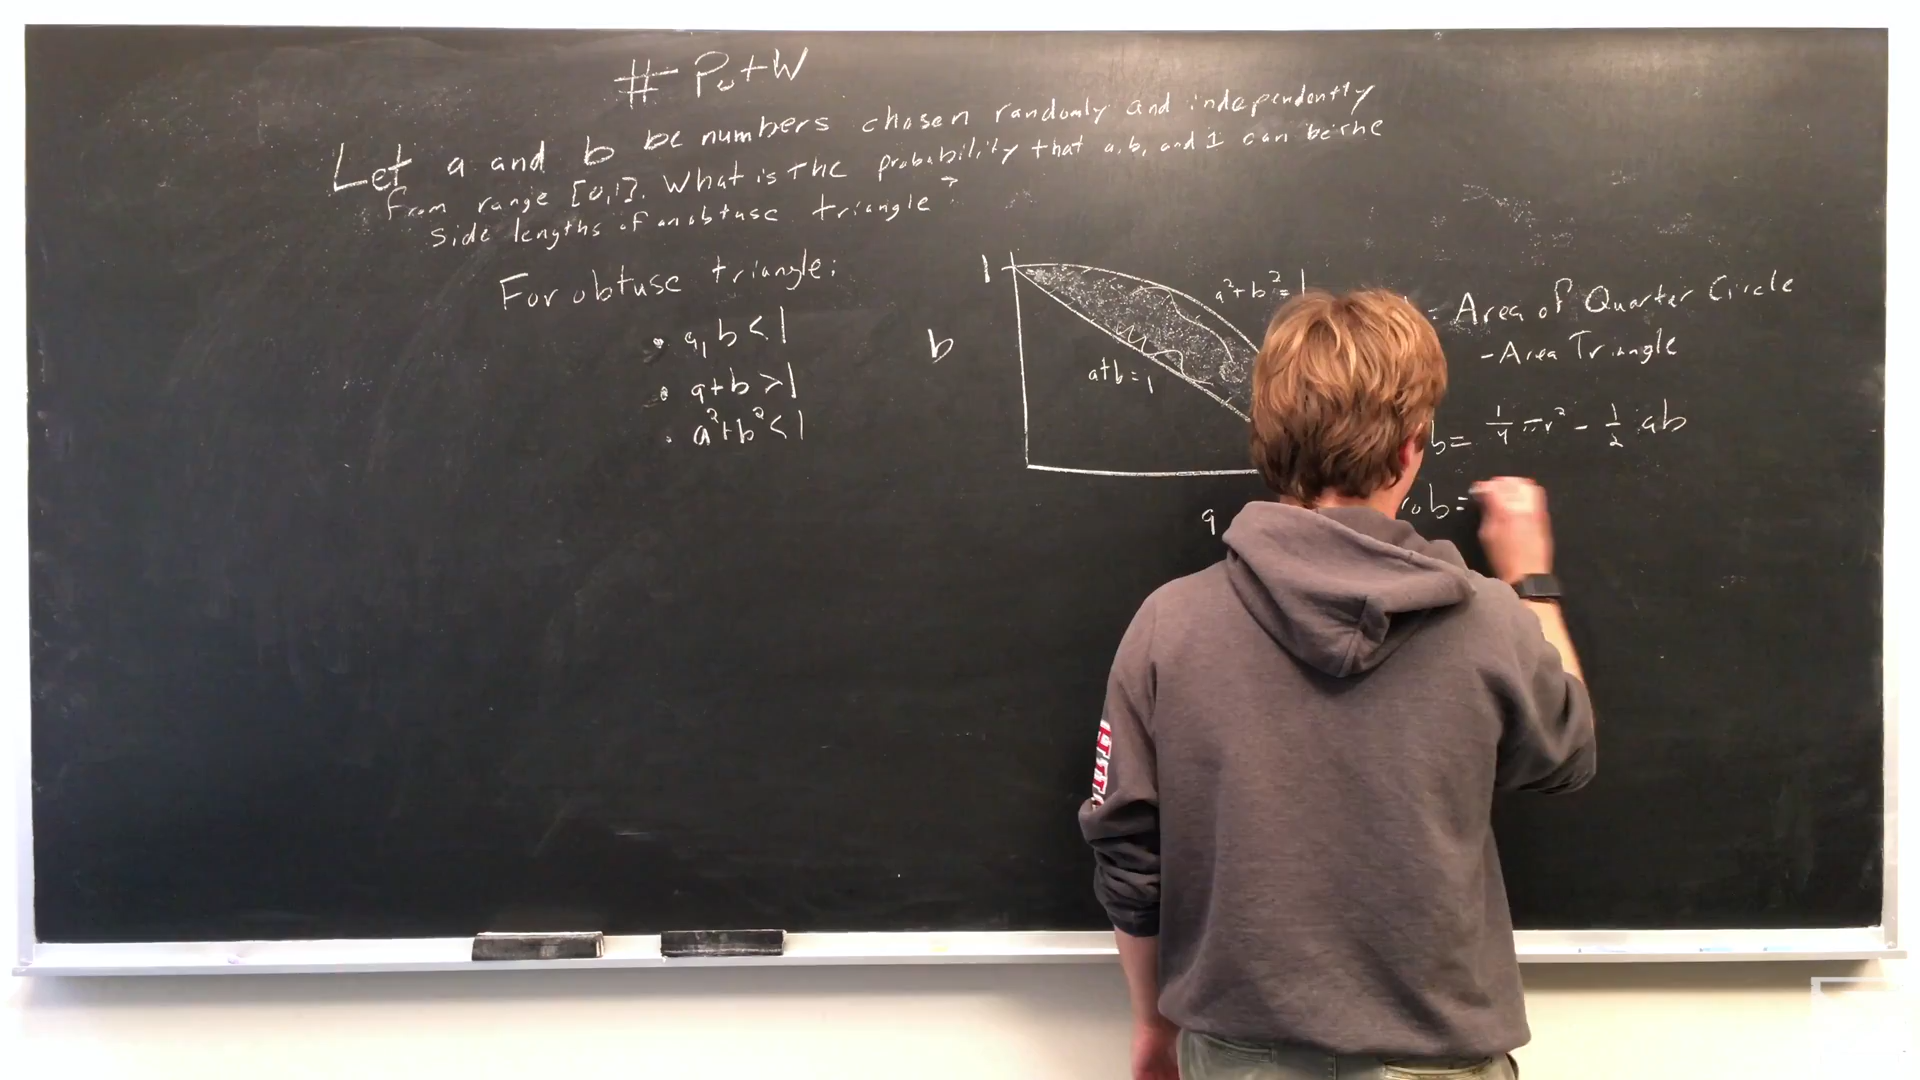 # PotW
Let a and b be numbers chosen randomly and independently
from range [0,1]. What is the probability that a, b, and 1 can be the
side lengths of an obtuse triangle?
For obtuse triangle:
• a, b < 1
• a+b > 1
• a²+b² < 1
1
b
a²+b²=1
a+b=1
a
= Area of Quarter Circle
- Area Triangle
b= 1/4 πr² - 1/2 ab
ob=